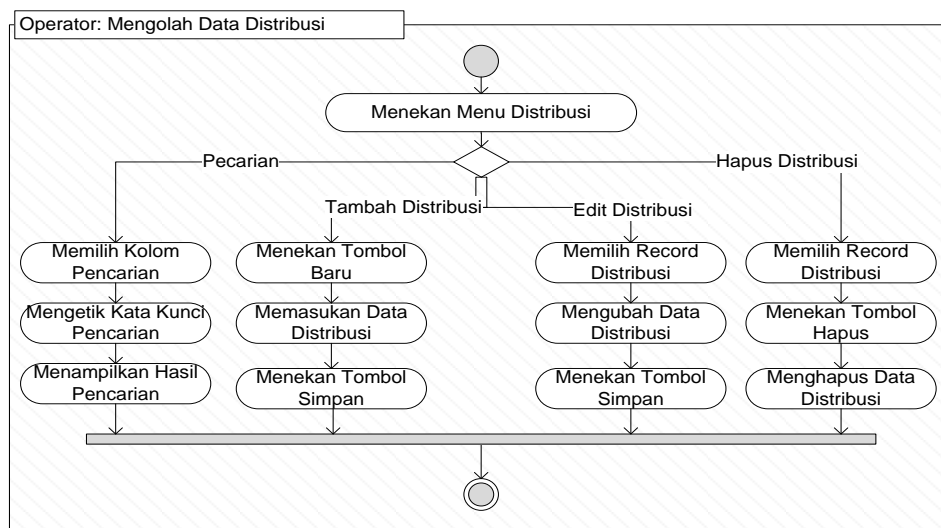 Operator: Mengolah Data Distribusi
Menekan Menu Distribusi
Pecarian
Hapus Distribusi
Tambah Distribusi
Edit Distribusi
Memilih Kolom
Pencarian
Menekan Tombol
Baru
Memilih Record
Distribusi
Memilih Record
Distribusi
Mengetik Kata Kunci
Pencarian
Memasukan Data
Distribusi
Mengubah Data
Distribusi
Menekan Tombol
Hapus
Menampilkan Hasil
Pencarian
Menekan Tombol
Simpan
Menekan Tombol
Simpan
Menghapus Data
Distribusi